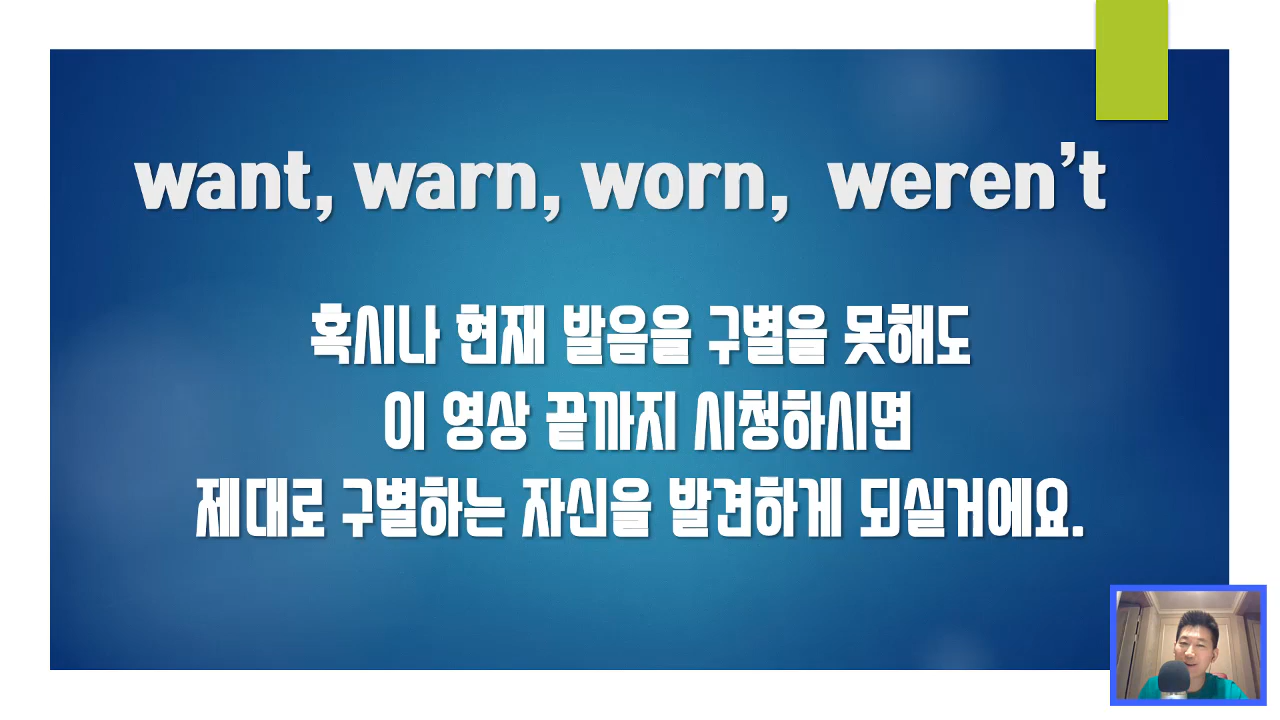 want, warn, worn, weren't
혹시나 현재 발음을 구별을 못해도
이 영상 끝까지 시청하시면
제대로 구별하는 자신을 발견하게 되실거에요.